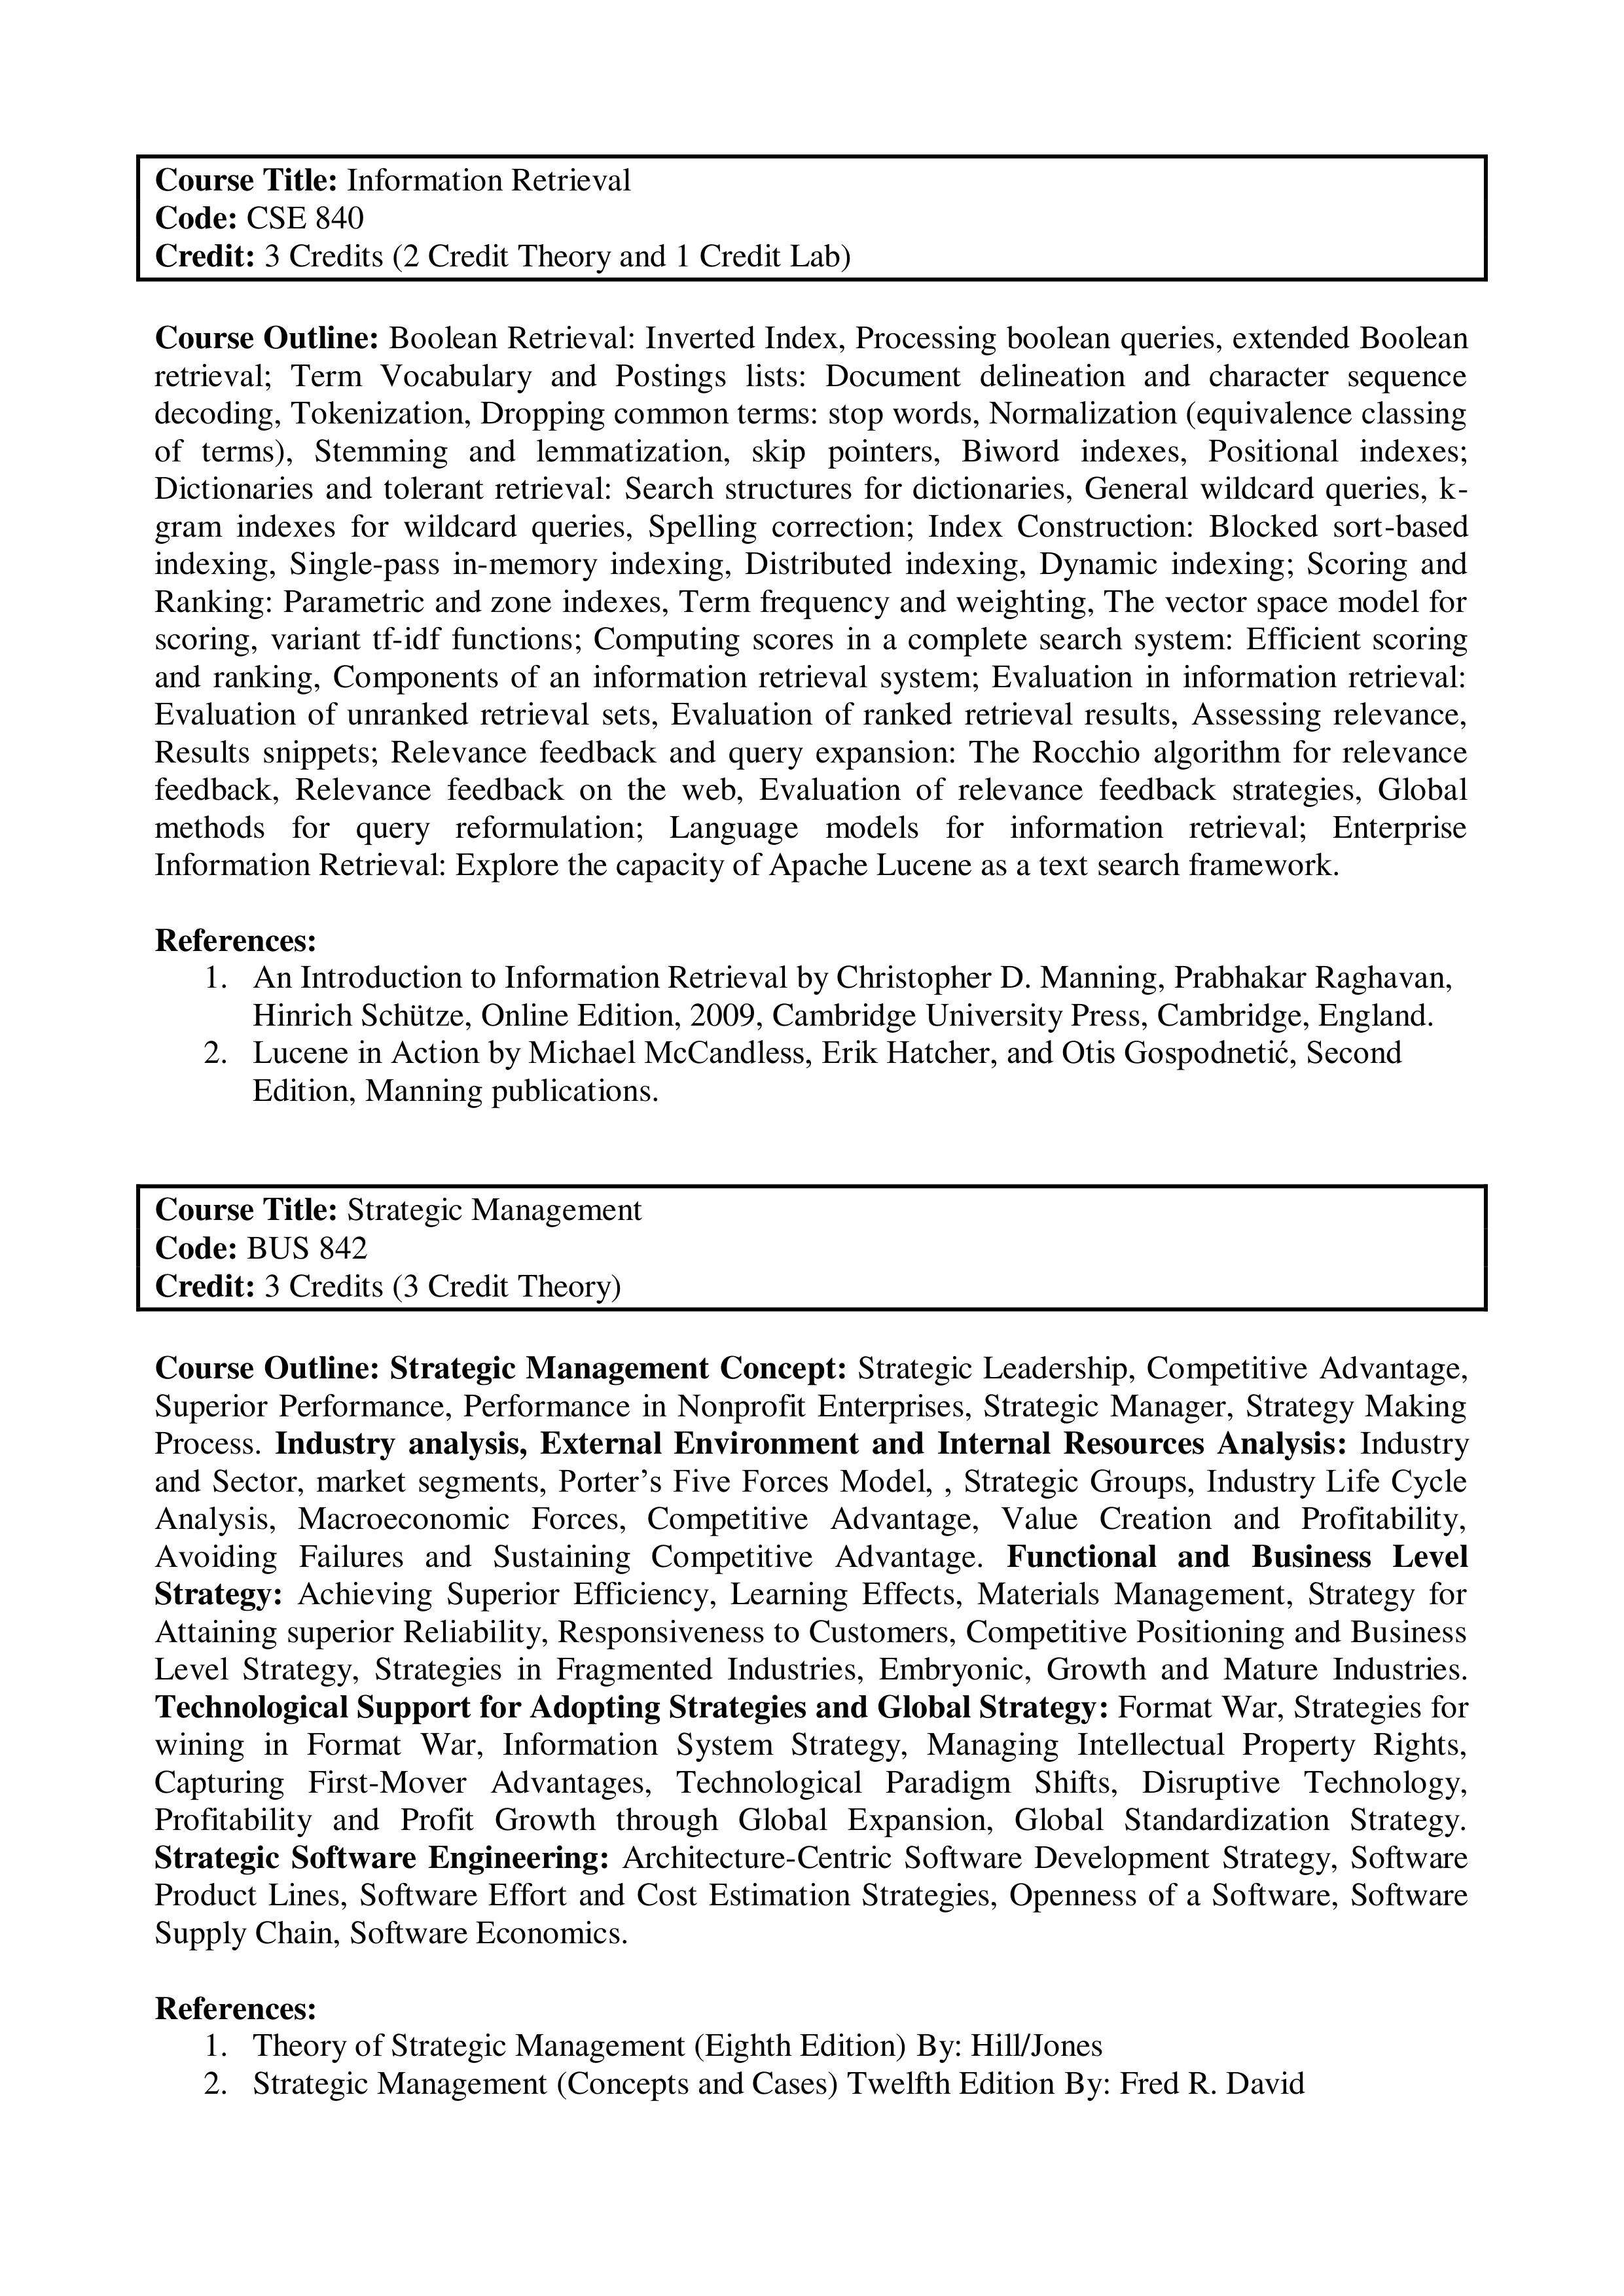 Course Title: Information Retrieval
Code: CSE 840
Credit: 3 Credits (2 Credit Theory and 1 Credit Lab)
Course Outline: Boolean Retrieval: Inverted Index, Processing boolean queries, extended Boolean
retrieval; Term Vocabulary and Postings lists: Document delineation and character sequence
decoding, Tokenization, Dropping common terms: stop words, Normalization (equivalence classing
of terms), Stemming and lemmatization, skip pointers, Biword indexes, Positional indexes;
Dictionaries and tolerant retrieval: Search structures for dictionaries, General wildcard queries, k-
gram indexes for wildcard queries, Spelling correction; Index Construction: Blocked sort-based
indexing, Single-pass in-memory indexing, Distributed indexing, Dynamic indexing; Scoring and
Ranking: Parametric and zone indexes, Term frequency and weighting, The vector space model for
scoring, variant tf-idf functions; Computing scores in a complete search system: Efficient scoring
and ranking, Components of an information retrieval system; Evaluation in information retrieval:
Evaluation of unranked retrieval sets, Evaluation of ranked retrieval results, Assessing relevance,
Results snippets; Relevance feedback and query expansion: The Rocchio algorithm for relevance
feedback, Relevance feedback on the web, Evaluation of relevance feedback strategies, Global
methods for query reformulation; Language models for information retrieval; Enterprise
Information Retrieval: Explore the capacity of Apache Lucene as a text search framework.
References:
1. An Introduction to Information Retrieval by Christopher D. Manning, Prabhakar Raghavan,
Hinrich Schütze, Online Edition, 2009, Cambridge University Press, Cambridge, England.
2. Lucene in Action by Michael McCandless, Erik Hatcher, and Otis Gospodnetić, Second
Edition, Manning publications.
Course Title: Strategic Management
Code: BUS 842
Credit: 3 Credits (3 Credit Theory)
Course Outline: Strategic Management Concept: Strategic Leadership, Competitive Advantage,
Superior Performance, Performance in Nonprofit Enterprises, Strategic Manager, Strategy Making
Process. Industry analysis, External Environment and Internal Resources Analysis: Industry
and Sector, market segments, Porter’s Five Forces Model, , Strategic Groups, Industry Life Cycle
Analysis, Macroeconomic Forces, Competitive Advantage, Value Creation and Profitability,
Avoiding Failures and Sustaining Competitive Advantage. Functional and Business Level
Strategy: Achieving Superior Efficiency, Learning Effects, Materials Management, Strategy for
Attaining superior Reliability, Responsiveness to Customers, Competitive Positioning and Business
Level Strategy, Strategies in Fragmented Industries, Embryonic, Growth and Mature Industries.
Technological Support for Adopting Strategies and Global Strategy: Format War, Strategies for
wining in Format War, Information System Strategy, Managing Intellectual Property Rights,
Capturing First-Mover Advantages, Technological Paradigm Shifts, Disruptive Technology,
Profitability and Profit Growth through Global Expansion, Global Standardization Strategy.
Strategic Software Engineering: Architecture-Centric Software Development Strategy, Software
Product Lines, Software Effort and Cost Estimation Strategies, Openness of a Software, Software
Supply Chain, Software Economics.
References:
1. Theory of Strategic Management (Eighth Edition) By: Hill/Jones
2. Strategic Management (Concepts and Cases) Twelfth Edition By: Fred R. David